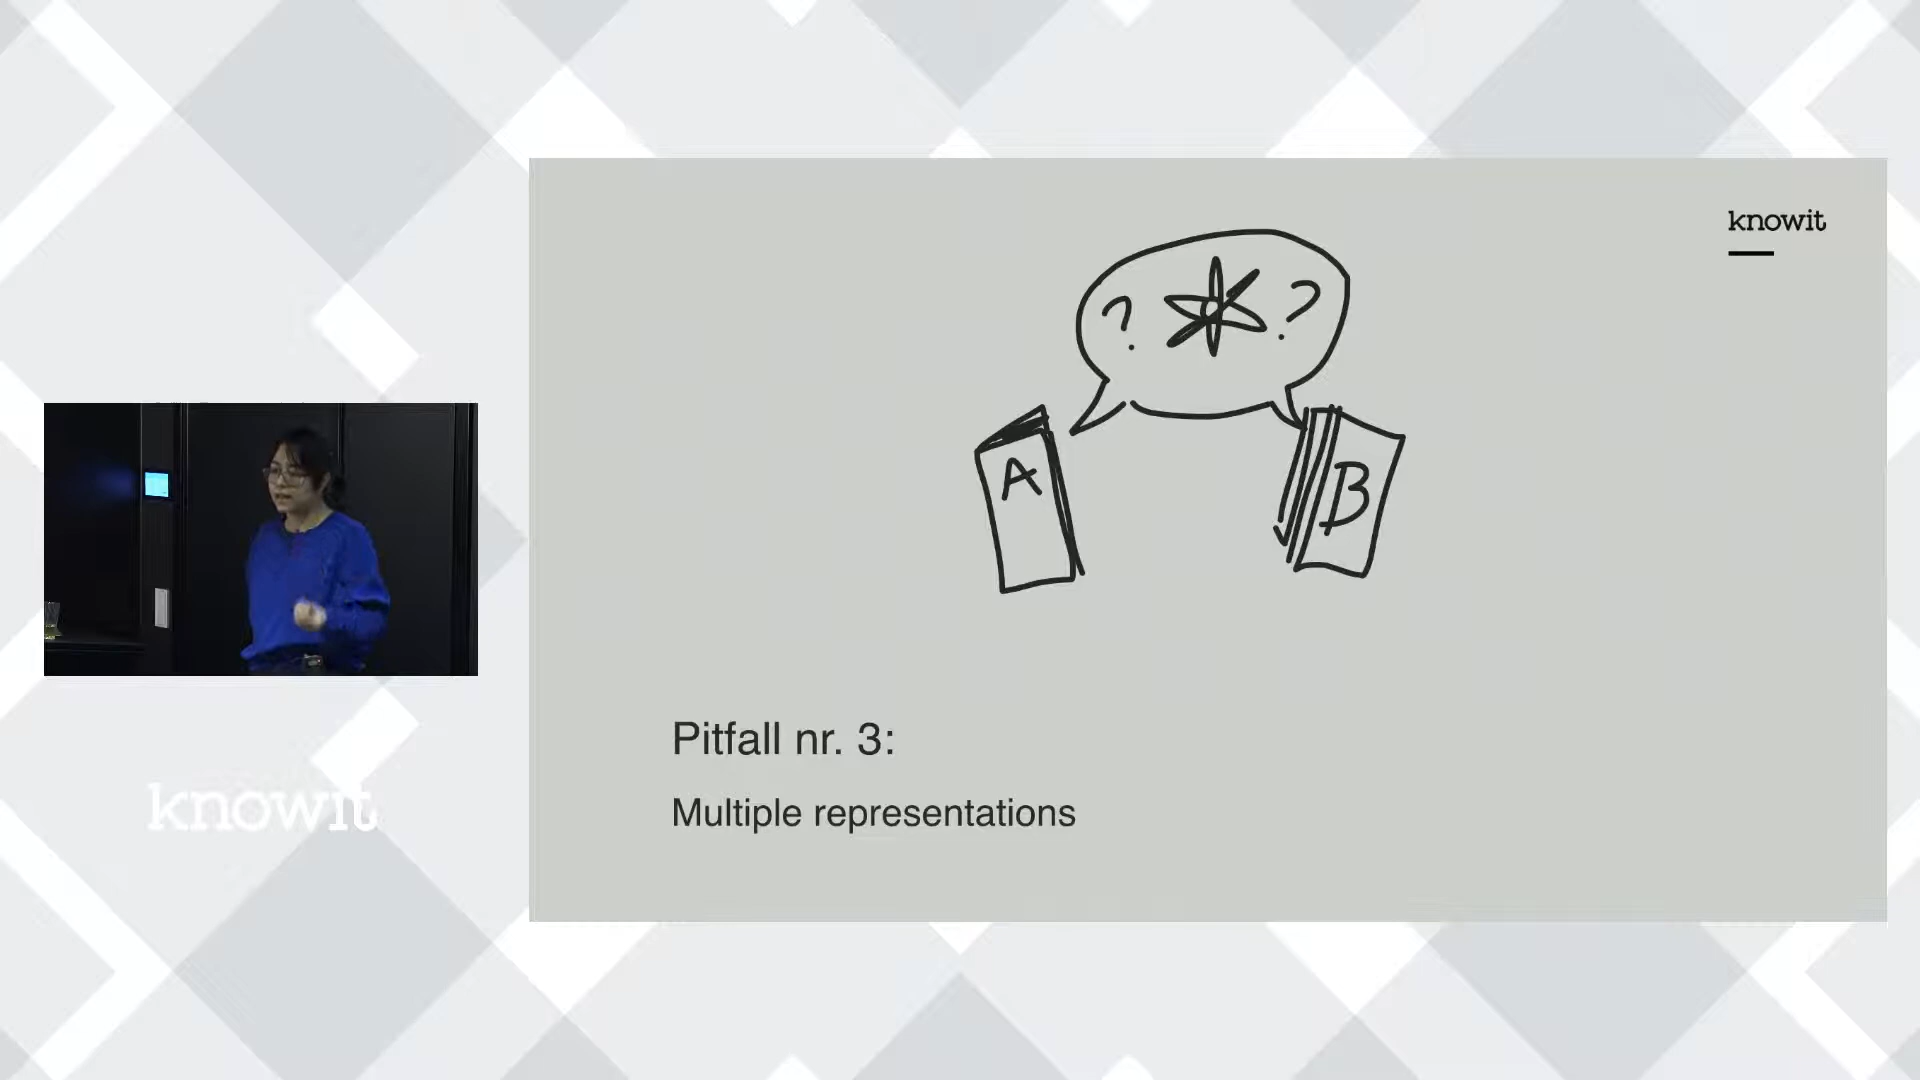 knowit
? ?
A
B
Pitfall nr. 3:
Multiple representations
knowit